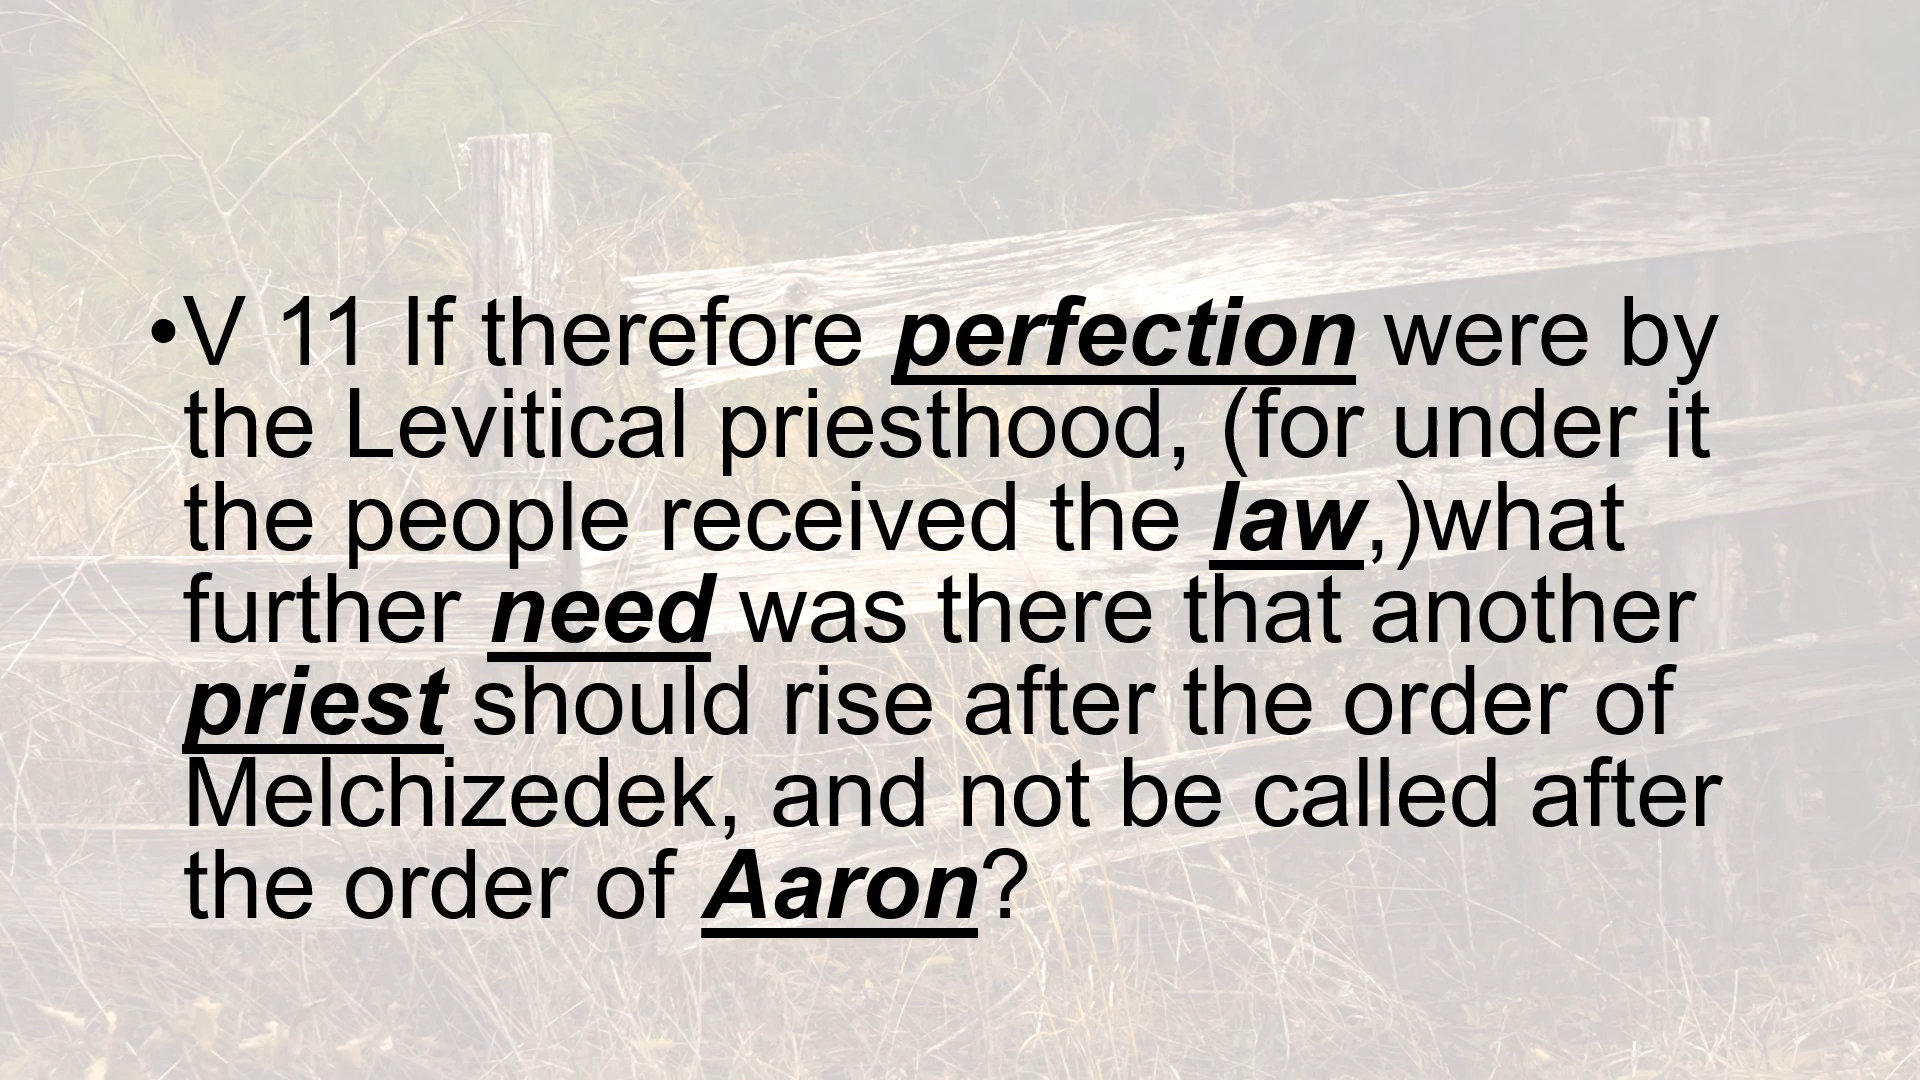 •V 11 If therefore perfection were by
the Levitical priesthood, (for under it
the people received the law,)what
further need was there that another
priest should rise after the order of
Melchizedek, and not be called after
the order of Aaron?